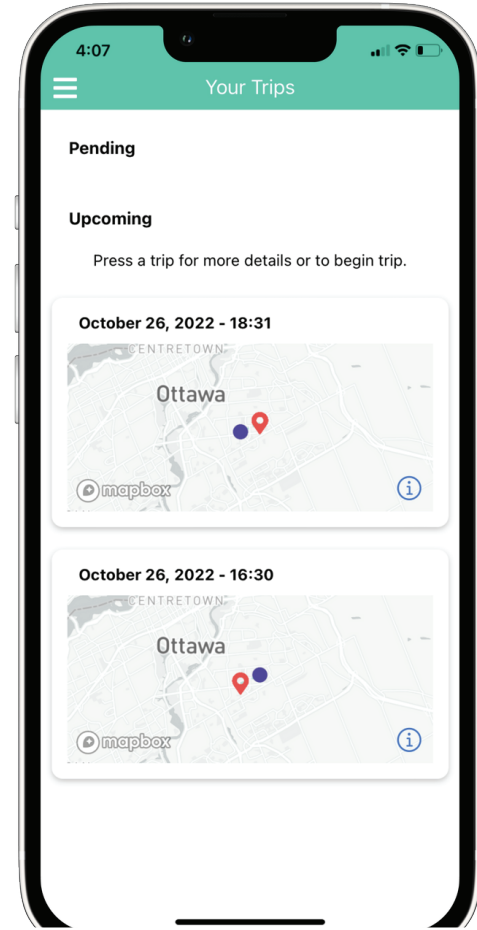 4:07
Your Trips
Pending
Upcoming
Press a trip for more details or to begin trip.
October 26, 2022 - 18:31
CENTRETOWN
Ottawa
mapbox
i
October 26, 2022 - 16:30
CENTRETOWN
Ottawa
mapbox
i